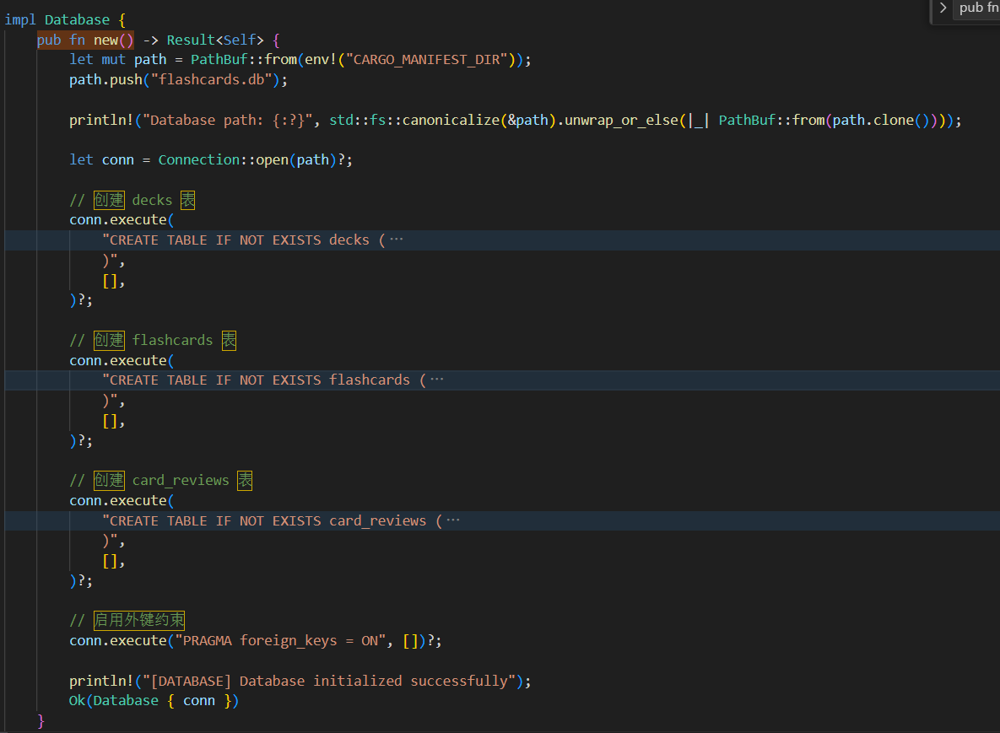 impl Database {
pub fn
pub fn new() -> Result<Self> {
let mut path = PathBuf::from(env!("CARGO_MANIFEST_DIR"));
path.push("flashcards.db");
println!("Database path: {:?}", std::fs::canonicalize(&path).unwrap_or_else(|_| PathBuf::from(path.clone())));
let conn = Connection::open(path)?;
// 创建 decks 表
conn.execute(
"CREATE TABLE IF NOT EXISTS decks (…
)",
[],
)?;
// 创建 flashcards 表
conn.execute(
"CREATE TABLE IF NOT EXISTS flashcards (…
)",
[],
)?;
// 创建 card_reviews 表
conn.execute(
"CREATE TABLE IF NOT EXISTS card_reviews (…
)",
[],
)?;
// 启用外键约束
conn.execute("PRAGMA foreign_keys = ON", [])?;
println!("[DATABASE] Database initialized successfully");
Ok(Database { conn })
}